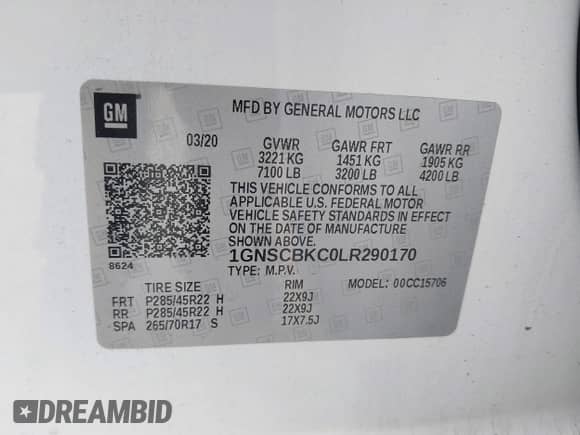 GM
MFD BY GENERAL MOTORS LLC
03/20 GVWR GAWR FRT GAWR RR
3221 KG 1451 KG 1905 KG
7100 LB 3200 LB 4200 LB
THIS VEHICLE CONFORMS TO ALL
APPLICABLE U.S. FEDERAL MOTOR
VEHICLE SAFETY STANDARDS IN EFFECT
ON THE DATE OF MANUFACTURE
SHOWN ABOVE.
8624 1GNSCBKC0LR290170
TYPE: M.P.V. 00CC15706
TIRE SIZE RIM
FRT P285/45R22 H 22X9J
RR P285/45R22 H 22X9J
SPA 265/70R17 S 17X7.5J
DREAMBID